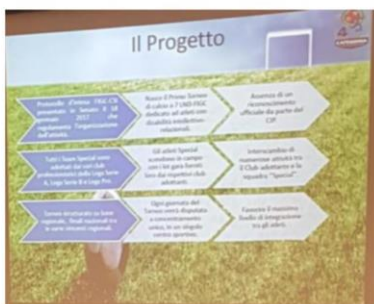 Il Progetto
4
CATEGORIA
Protocollo d'intesa FIGC-CSI
presentato in Senato il 18
gennaio 2017 che
regolamenta l'organizzazione
dell'attività.
Nasce il Primo Torneo
di calcio a 7 UND FIGC
dedicato ad atleti con
disabilità intellettivo-
relazionali.
Assenza di un
riconoscimento
ufficiale da parte del
CIP.
Tutti i Team Special sono
adottati dai club
professionistici della Lega Serie
A, Lega Serie B e Lega Pro.
Gli atleti Special
scendono in campo
con i kit gara forniti
loro dai rispettivi club
adottanti.
Interscambio di
numerose attività tra
il Club adottante e la
squadra "Special".
Torneo strutturato su base
regionale, finali nazionali tra
le varie vincenti regionali.
Ogni giornata del
Torneo verrà disputata
a concentramento
unico, in un singolo
centro sportivo.
Favorire il massimo
livello di integrazione
tra gli atleti.